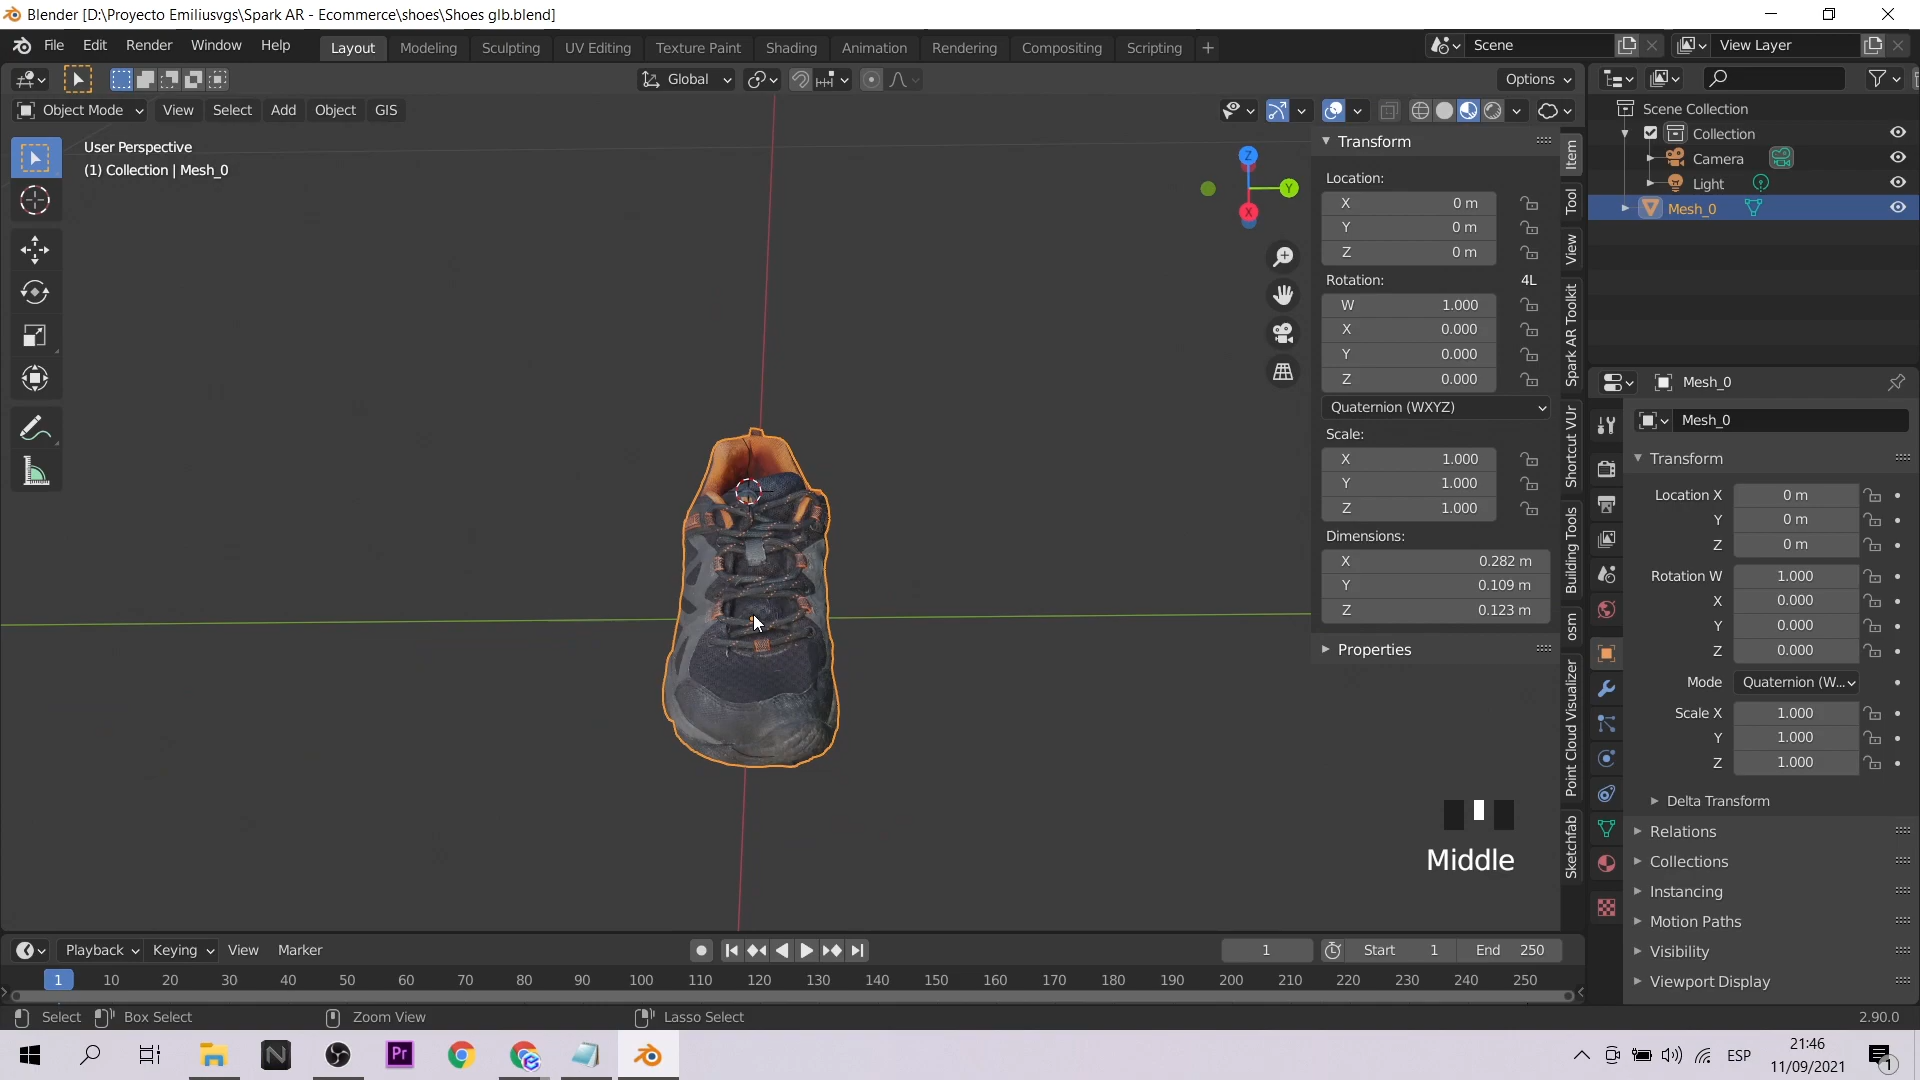 Blender [D:\Proyecto Emiliusvgs\Spark AR - Ecommerce\shoes\Shoes glb.blend]
File Edit Render Window Help Layout Modeling Sculpting UV Editing Texture Paint Shading Animation Rendering Compositing Scripting + Scene View Layer
Global Options
Object Mode View Select Add Object GIS
User Perspective
(1) Collection | Mesh_0
Z
Y
X
Transform
Location:
X 0 m
Y 0 m
Z 0 m
Rotation: 4L
W 1.000
X 0.000
Y 0.000
Z 0.000
Quaternion (WXYZ)
Scale:
X 1.000
Y 1.000
Z 1.000
Dimensions:
X 0.282 m
Y 0.109 m
Z 0.123 m
Properties
Item
Tool
View
Spark AR Toolkit
Shortcut VUr
Building Tools
osm
Point Cloud Visualizer
Sketchfab
Middle
Scene Collection
Collection
Camera
Light
Mesh_0
Mesh_0
Mesh_0
Transform
Location X 0 m
Y 0 m
Z 0 m
Rotation W 1.000
X 0.000
Y 0.000
Z 0.000
Mode Quaternion (W...
Scale X 1.000
Y 1.000
Z 1.000
Delta Transform
Relations
Collections
Instancing
Motion Paths
Visibility
Viewport Display
Playback Keying View Marker 1 Start 1 End 250
1 10 20 30 40 50 60 70 80 90 100 110 120 130 140 150 160 170 180 190 200 210 220 230 240 250
Select Box Select Zoom View Lasso Select 2.90.0
N Pr ESP 21:46
11/09/2021 1